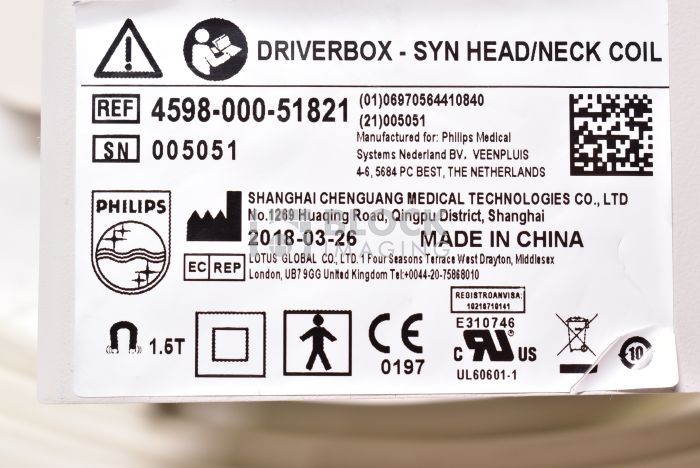 DRIVERBOX - SYN HEAD/NECK COIL
REF 4598-000-51821
(01)06970564410840
(21)005051
SN 005051
Manufactured for: Philips Medical
Systems Nederland BV. VEENPLUIS
4-6, 5684 PC BEST, THE NETHERLANDS
PHILIPS
SHANGHAI CHENGUANG MEDICAL TECHNOLOGIES CO., LTD
No.1269 Huaqing Road, Qingpu District, Shanghai
2018-03-26 MADE IN CHINA
BLOCK
IMAGING
EC REP
LOTUS GLOBAL CO., LTD. 1 Four Seasons Terrace West Drayton, Middlesex
London, UB7 9GG United Kingdom Tel:+0044-20-75868010
1.5T
CE
0197
REGISTROANVISA:
10216710141
E310746
C UR US
UL60601-1
10